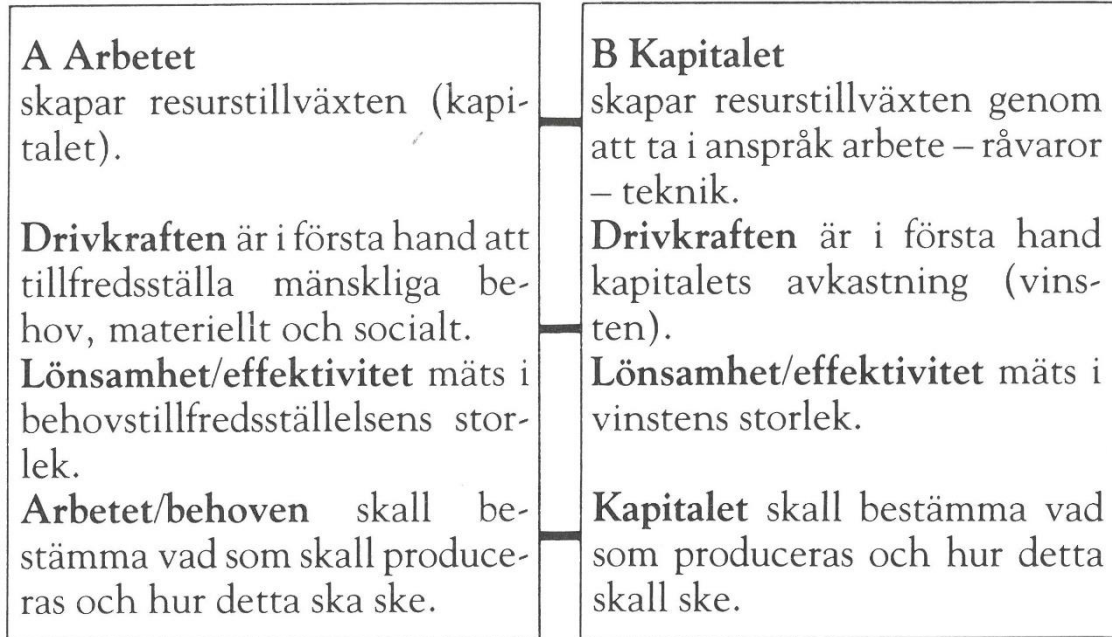 A Arbetet
skapar resurstillväxten (kapi-
talet).
Drivkraften är i första hand att
tillfredsställa mänskliga be-
hov, materiellt och socialt.
Lönsamhet/effektivitet mäts i
behovstillfredsställelsens stor-
lek.
Arbetet/behoven skall be-
stämma vad som skall produce-
ras och hur detta ska ske.
B Kapitalet
skapar resurstillväxten genom
att ta i anspråk arbete – råvaror
– teknik.
Drivkraften är i första hand
kapitalets avkastning (vins-
ten).
Lönsamhet/effektivitet mäts i
vinstens storlek.
Kapitalet skall bestämma vad
som produceras och hur detta
skall ske.